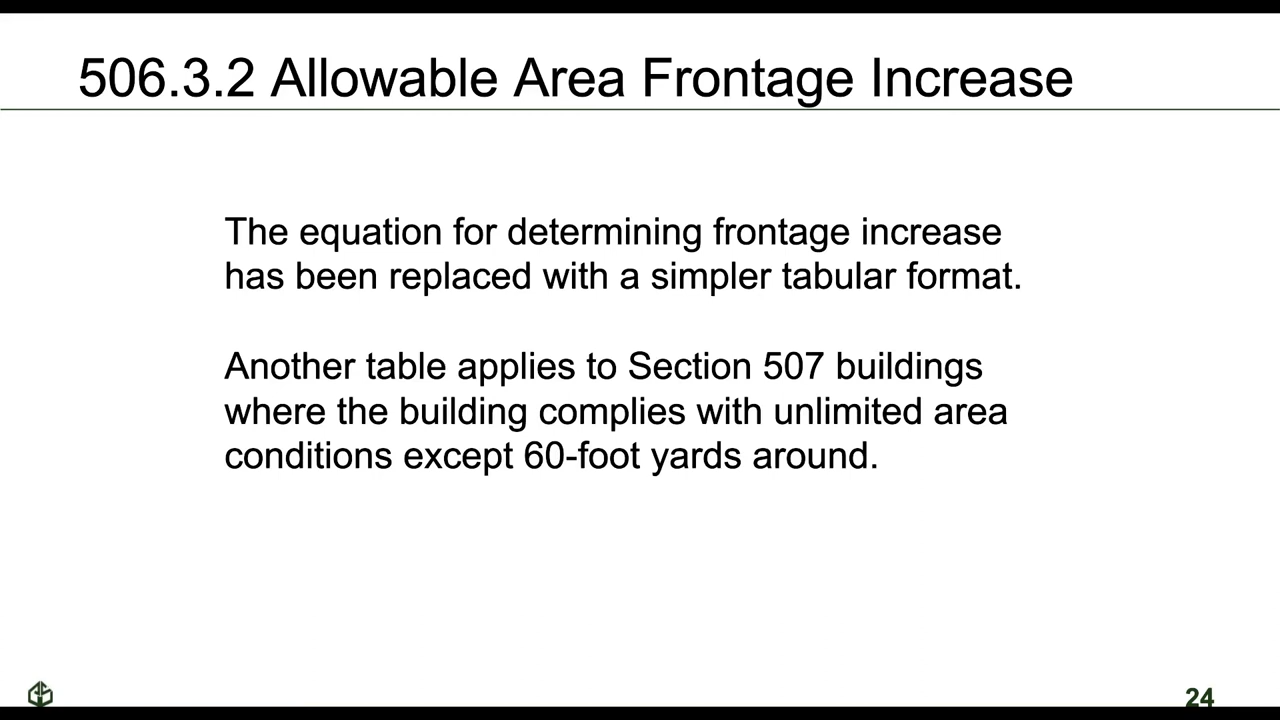 506.3.2 Allowable Area Frontage Increase
The equation for determining frontage increase
has been replaced with a simpler tabular format.
Another table applies to Section 507 buildings
where the building complies with unlimited area
conditions except 60-foot yards around.
24